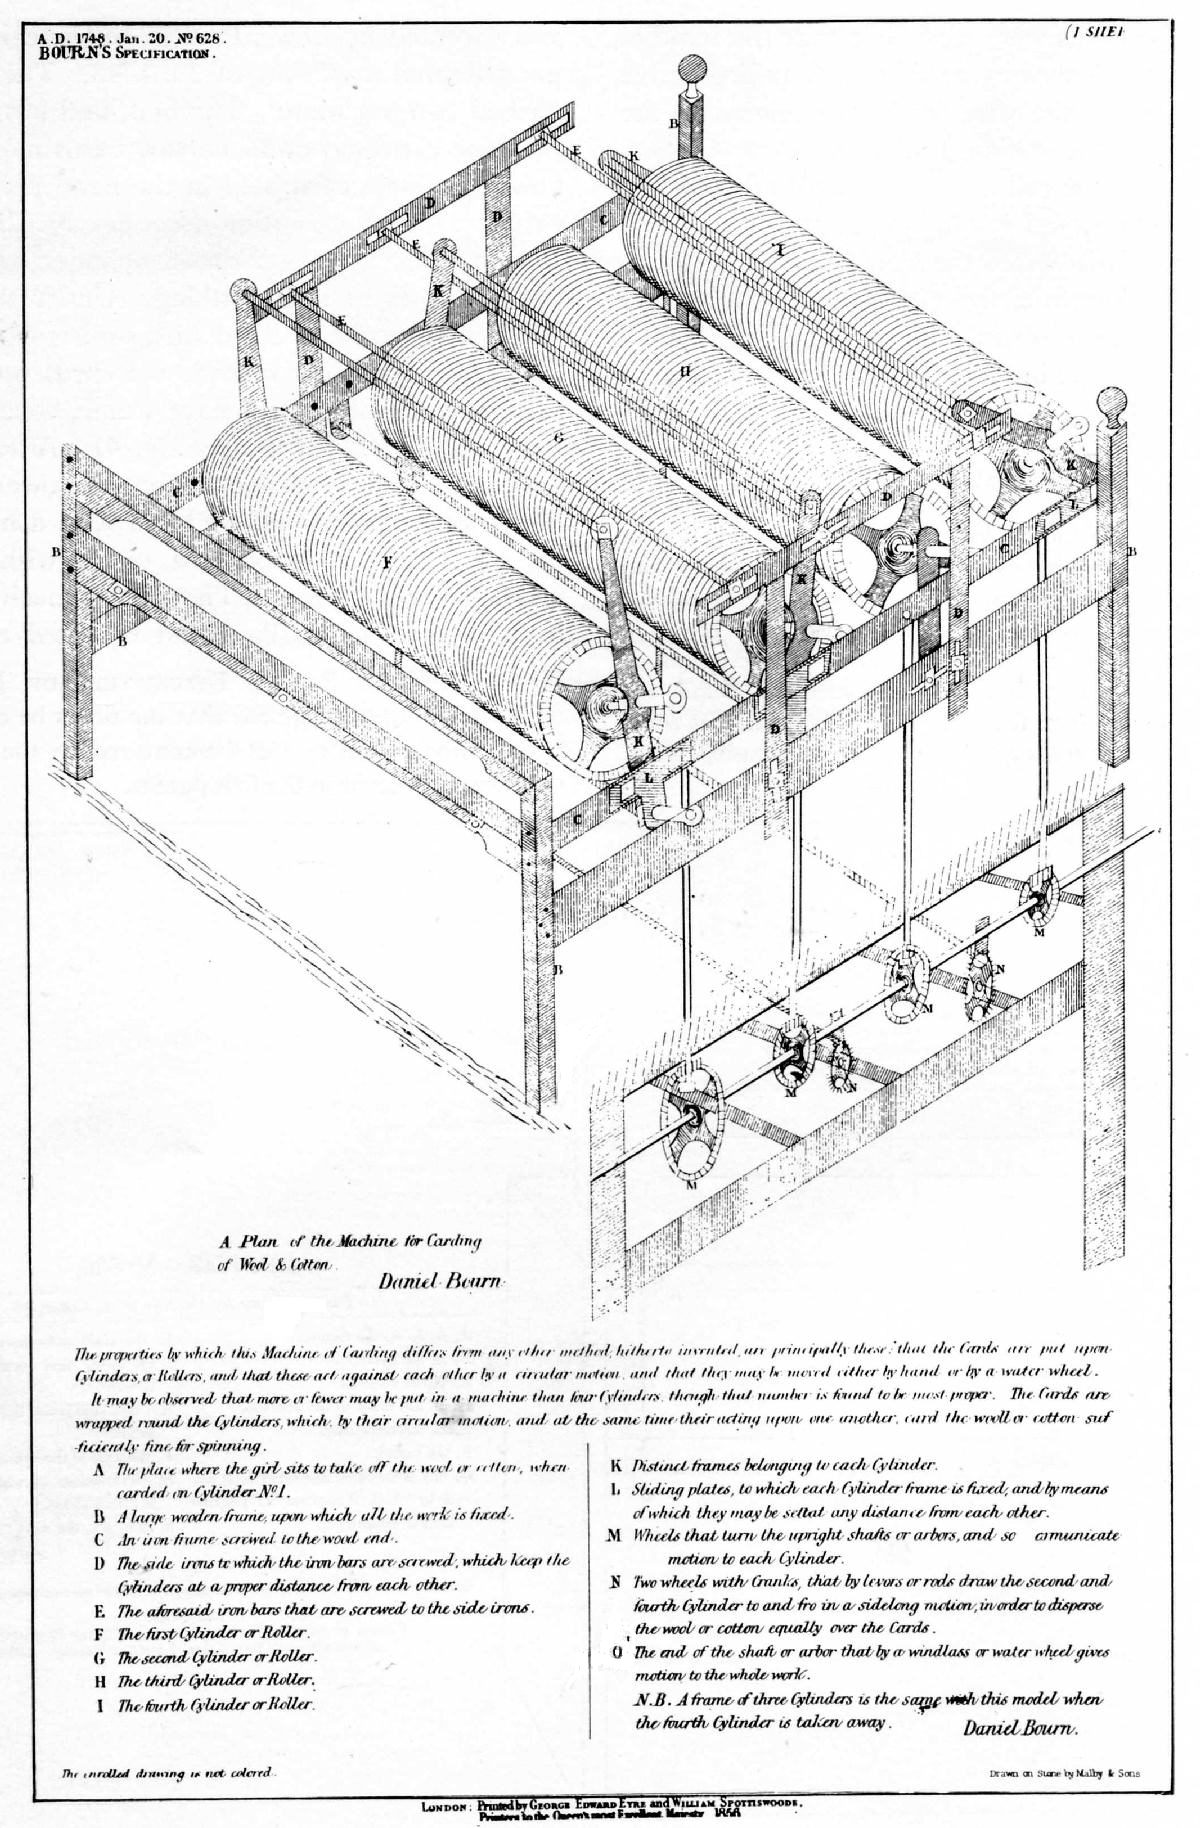 A.D. 1748. Jan. 20. Nº 628.
BOURN'S SPECIFICATION.
(1 SHEE
B
E
K
D
D
C
I
E
K
E
K
D
H
G
K
C
D
L
B
F
C
B
B
K
D
B
D
K
L
C
B
M
N
M
M
N
M
A Plan of the Machine for Carding
of Wool & Cotton.
Daniel Bourn
The properties by which this Machine of Carding differs from any other method, hitherto invented, are principally these: that the Cards are put upon
Cylinders, or Rollers, and that these act against each other by a circular motion, and that they may be moved either by hand or by a water wheel.
It may be observed that more or fewer may be put in a machine than four Cylinders, though that number is found to be most proper. The Cards are
wrapped round the Cylinders, which, by their circular motion, and at the same time their acting upon one another, card the wooll or cotton suf
-ficiently fine for spinning.
A The place where the girl sits to take off the wool or cotton, when
carded on Cylinder Nº 1.
B A large wooden frame, upon which all the work is fixed.
C An iron frame screwed to the wood end.
D The side irons to which the iron bars are screwed, which keep the
Cylinders at a proper distance from each other.
E The aforesaid iron bars that are screwed to the side irons.
F The first Cylinder or Roller.
G The second Cylinder or Roller.
H The third Cylinder or Roller.
I The fourth Cylinder or Roller.
K Distinct frames belonging to each Cylinder.
L Sliding plates, to which each Cylinder frame is fixed, and by means
of which they may be set at any distance from each other.
M Wheels that turn the upright shafts or arbors, and so comunicate
motion to each Cylinder.
N Two wheels with Cranks, that by levors or rods draw the second and
fourth Cylinder to and fro in a sidelong motion, in order to disperse
the wool or cotton equally over the Cards.
O The end of the shaft or arbor that by a windlass or water wheel gives
motion to the whole work.
N.B. A frame of three Cylinders is the same with this model when
the fourth Cylinder is taken away.
Daniel Bourn.
The enrolled drawing is not colored.
Drawn on Stone by Malby & Sons
LONDON: Printed by GEORGE EDWARD EYRE and WILLIAM SPOTTISWOODE,
Printers to the Queen's most Excellent Majesty 1856